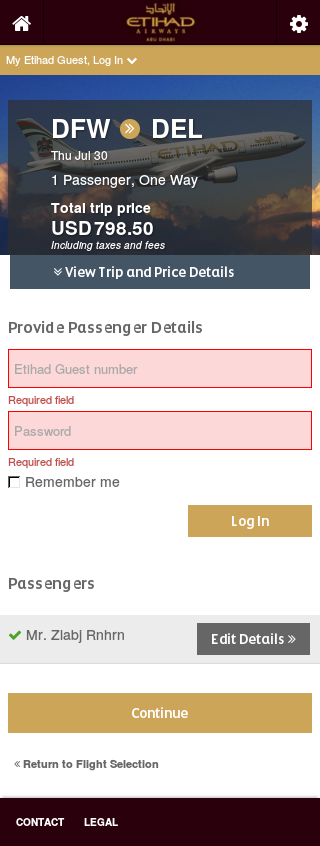 الإتحاد
ETIHAD
AIRWAYS
ABU DHABI
My Etihad Guest, Log In
DFW DEL
Thu Jul 30
1 Passenger, One Way
Total trip price
USD 798.50
Including taxes and fees
View Trip and Price Details
Provide Passenger Details
Etihad Guest number
Required field
Password
Required field
Remember me
Log In
Passengers
Mr. Zlabj Rnhrn
Edit Details »
Continue
« Return to Flight Selection
CONTACT LEGAL